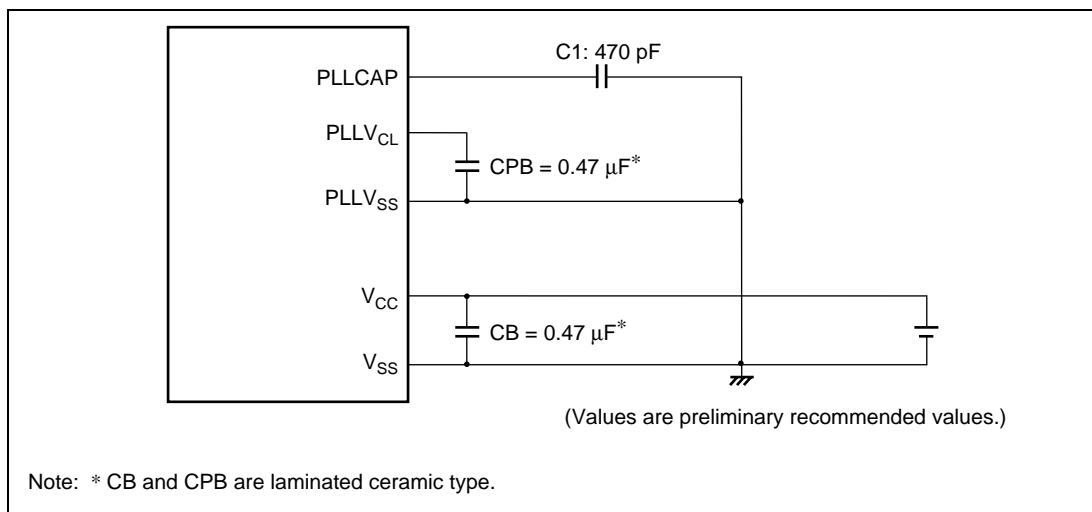 C1: 470 pF
PLLCAP
PLLVCL
CPB = 0.47 μF*
PLLVSS
VCC
CB = 0.47 μF*
VSS
(Values are preliminary recommended values.)
Note: * CB and CPB are laminated ceramic type.